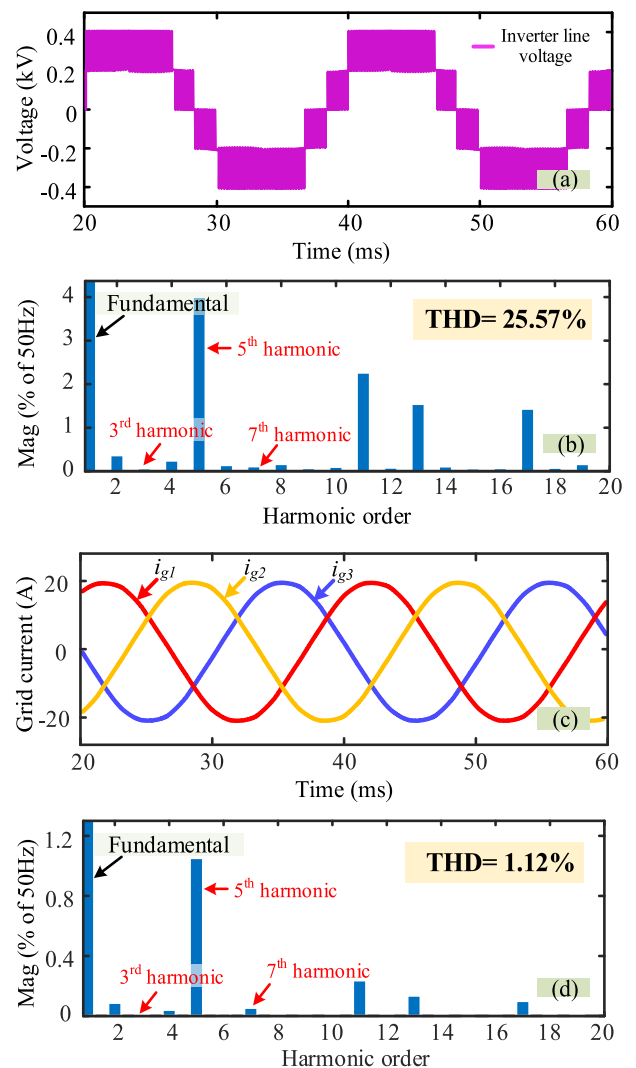 0.4
0.2
0
-0.2
-0.4
Voltage (kV)
Inverter line
voltage
(a)
20 30 40 50 60
Time (ms)
4
3
2
1
0
Mag (% of 50Hz)
Fundamental
THD= 25.57%
5th harmonic
3rd harmonic
7th harmonic
(b)
2 4 6 8 10 12 14 16 18 20
Harmonic order
20
0
-20
Grid current (A)
ig1
ig2
ig3
(c)
20 30 40 50 60
Time (ms)
1.2
0.8
0.4
0
Mag (% of 50Hz)
Fundamental
THD= 1.12%
5th harmonic
3rd harmonic
7th harmonic
(d)
2 4 6 8 10 12 14 16 18 20
Harmonic order